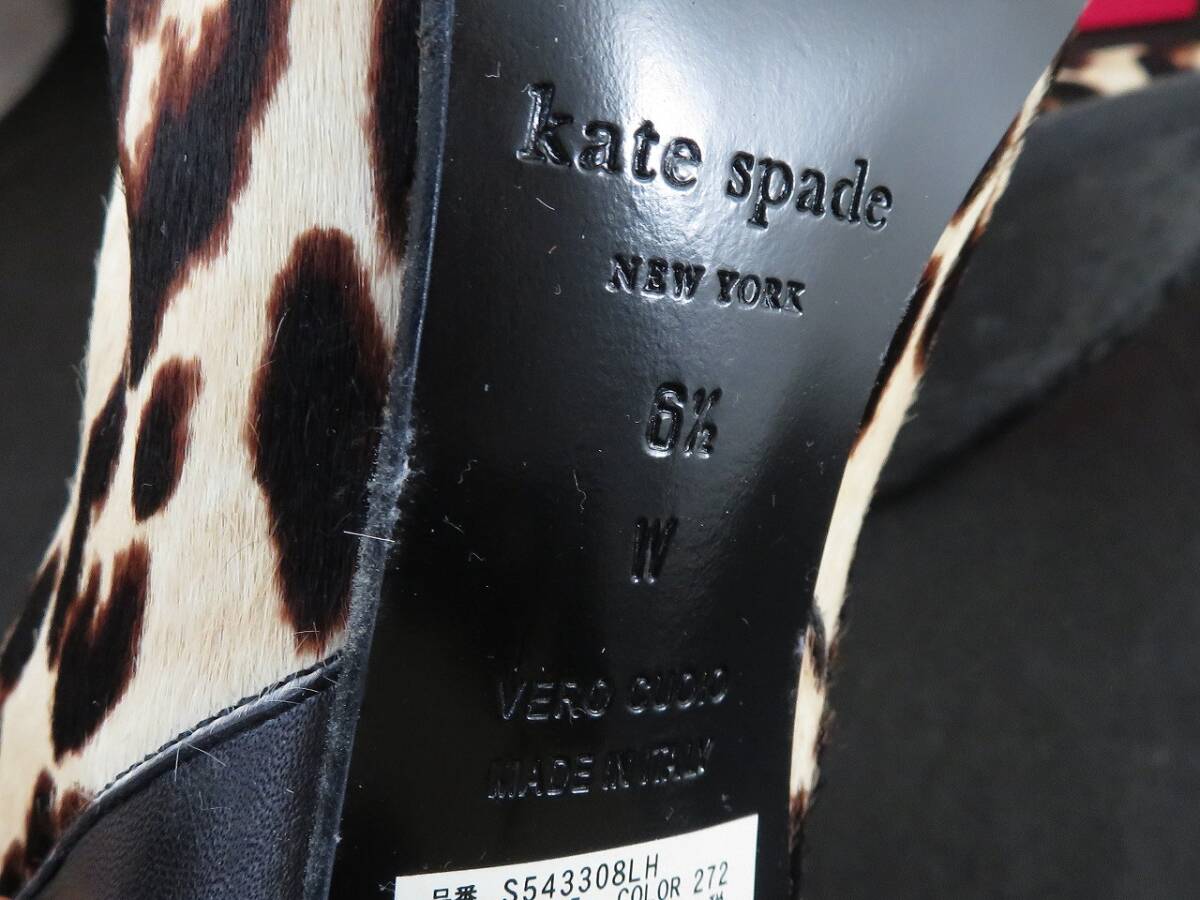 kate spade
NEW YORK
6½
W
VERO CUOIO
MADE IN ITALY
品番 S543308LH
COLOR 272